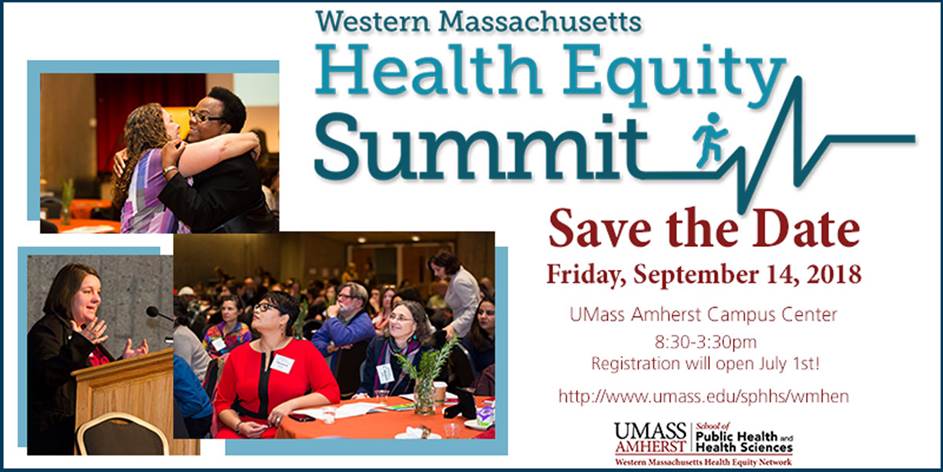 Western Massachusetts
Health Equity
Summit
Save the Date
Friday, September 14, 2018
UMass Amherst Campus Center
8:30-3:30pm
Registration will open July 1st!
http://www.umass.edu/sphhs/wmhen
UMASS AMHERST School of Public Health and Health Sciences
Western Massachusetts Health Equity Network